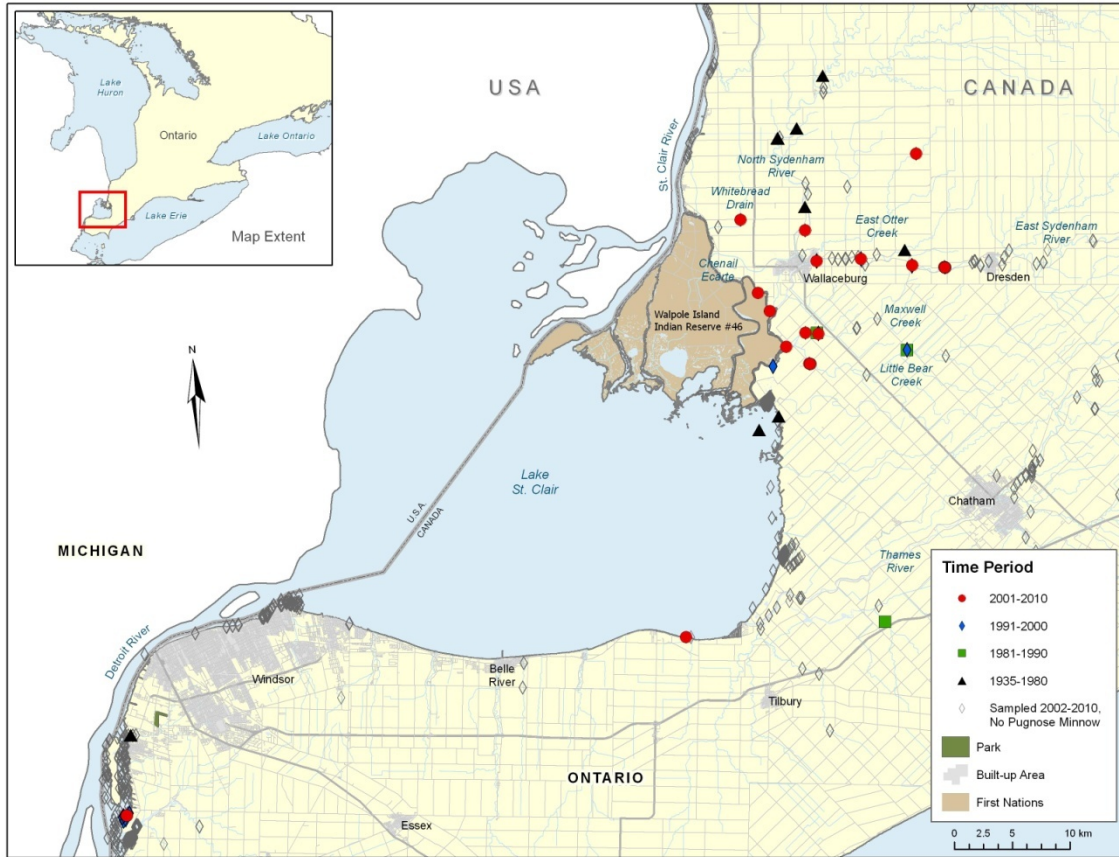 Lake
Huron
Ontario
Lake Ontario
Lake Erie
Map Extent
USA
CANADA
St. Clair River
North Sydenham
River
Whitebread
Drain
East Otter
Creek
East Sydenham
River
Chenail
Ecarte
Wallaceburg
Dresden
Walpole Island
Indian Reserve #46
Maxwell
Creek
Little Bear
Creek
N
Lake
St. Clair
U.S.A
CANADA
Chatham
MICHIGAN
Thames
River
Detroit River
Windsor
Belle
River
Tilbury
ONTARIO
Essex
Time Period
2001-2010
1991-2000
1981-1990
1935-1980
Sampled 2002-2010,
No Pugnose Minnow
Park
Built-up Area
First Nations
0 2.5 5 10 km